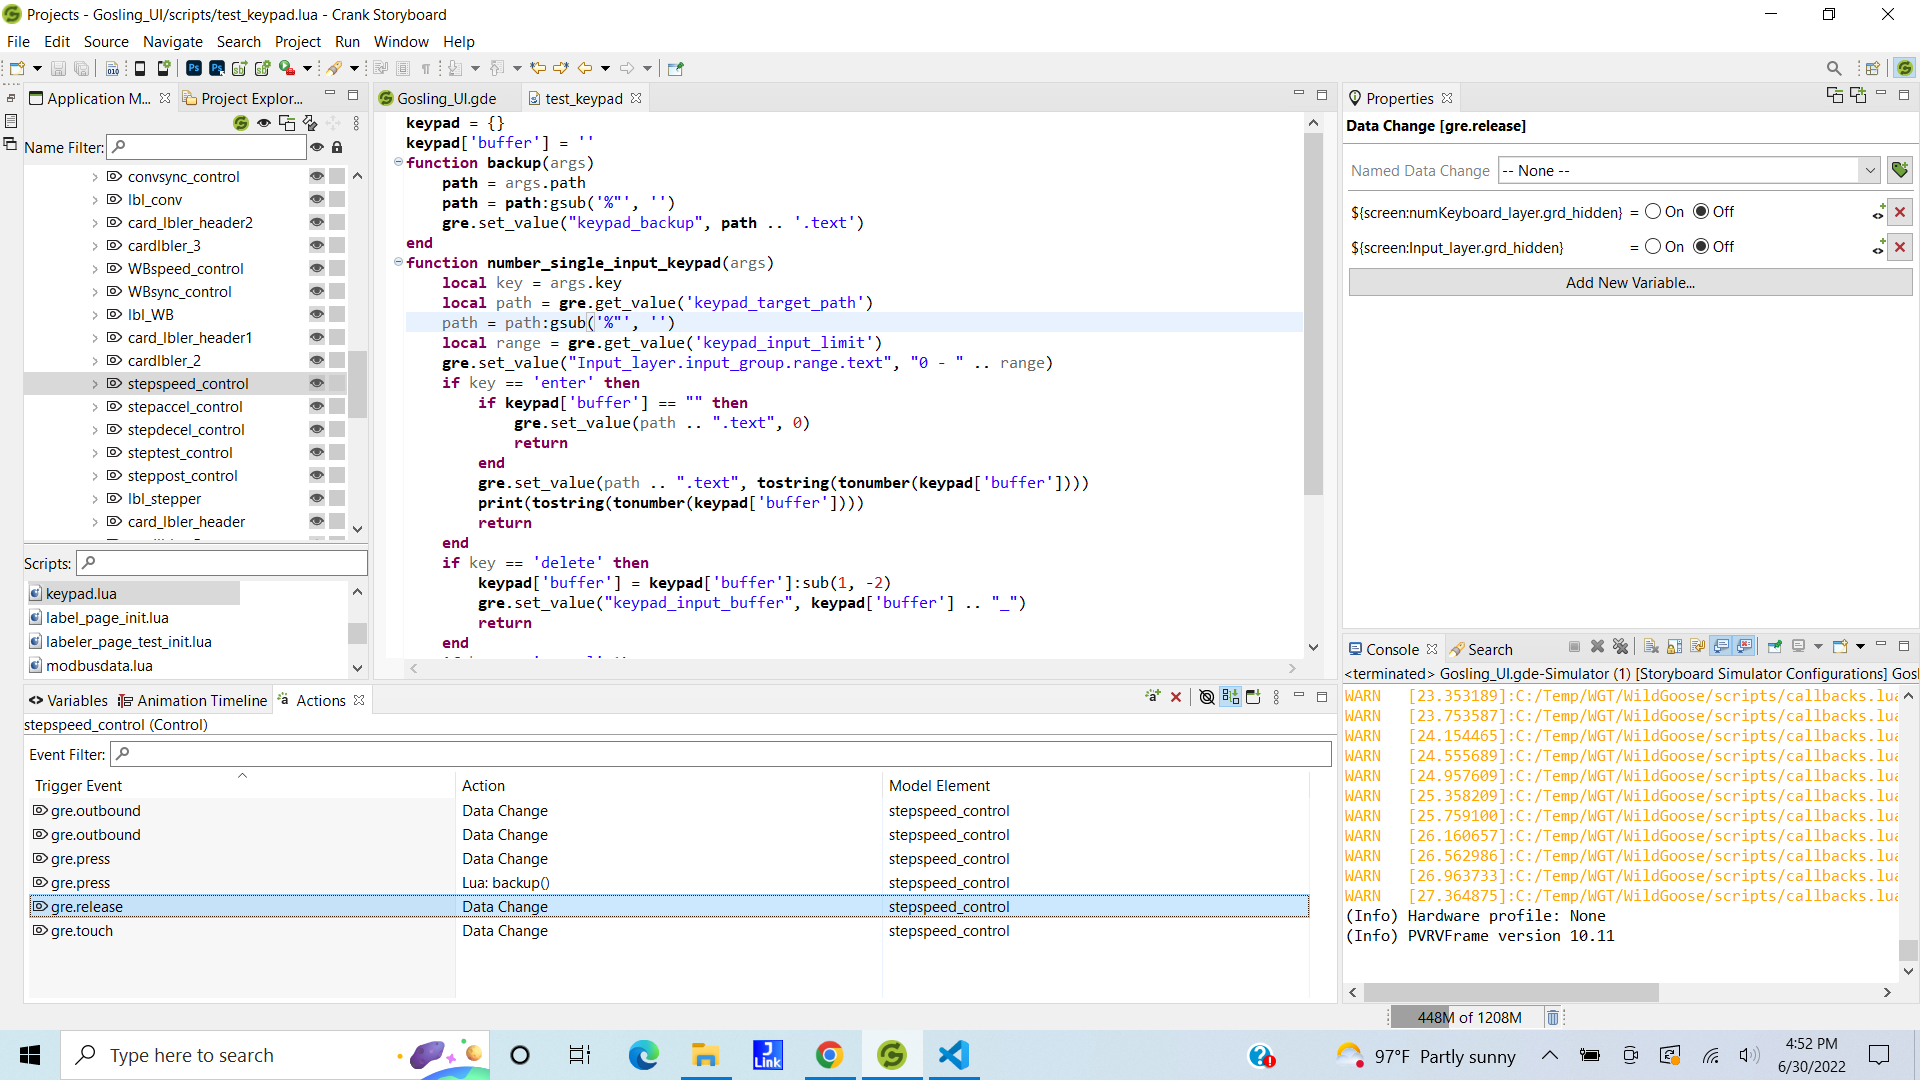 Projects - Gosling_UI/scripts/test_keypad.lua - Crank Storyboard
File Edit Source Navigate Search Project Run Window Help
Application M...
Project Explor...
Name Filter:
convsync_control
lbl_conv
card_lbler_header2
cardlbler_3
WBspeed_control
WBsync_control
lbl_WB
card_lbler_header1
cardlbler_2
stepspeed_control
stepaccel_control
stepdecel_control
steptest_control
steppost_control
lbl_stepper
card_lbler_header
Scripts:
keypad.lua
label_page_init.lua
labeler_page_test_init.lua
modbusdata.lua
Gosling_UI.gde
test_keypad
keypad = {}
keypad['buffer'] = ''
function backup(args)
path = args.path
path = path:gsub('%"', '')
gre.set_value("keypad_backup", path .. '.text')
end
function number_single_input_keypad(args)
local key = args.key
local path = gre.get_value('keypad_target_path')
path = path:gsub('%"', '')
local range = gre.get_value('keypad_input_limit')
gre.set_value("Input_layer.input_group.range.text", "0 - " .. range)
if key == 'enter' then
if keypad['buffer'] == "" then
gre.set_value(path .. ".text", 0)
return
end
gre.set_value(path .. ".text", tostring(tonumber(keypad['buffer'])))
print(tostring(tonumber(keypad['buffer'])))
return
end
if key == 'delete' then
keypad['buffer'] = keypad['buffer']:sub(1, -2)
gre.set_value("keypad_input_buffer", keypad['buffer'] .. "_")
return
end
Properties
Data Change [gre.release]
Named Data Change -- None --
${screen:numKeyboard_layer.grd_hidden} = On Off
${screen:Input_layer.grd_hidden} = On Off
Add New Variable...
Variables
Animation Timeline
Actions
stepspeed_control (Control)
Event Filter:
Trigger Event Action Model Element
gre.outbound Data Change stepspeed_control
gre.outbound Data Change stepspeed_control
gre.press Data Change stepspeed_control
gre.press Lua: backup() stepspeed_control
gre.release Data Change stepspeed_control
gre.touch Data Change stepspeed_control
Console
Search
<terminated> Gosling_UI.gde-Simulator (1) [Storyboard Simulator Configurations] Gosl
WARN [23.353189]:C:/Temp/WGT/WildGoose/scripts/callbacks.lua
WARN [23.753587]:C:/Temp/WGT/WildGoose/scripts/callbacks.lua
WARN [24.154465]:C:/Temp/WGT/WildGoose/scripts/callbacks.lua
WARN [24.555689]:C:/Temp/WGT/WildGoose/scripts/callbacks.lua
WARN [24.957609]:C:/Temp/WGT/WildGoose/scripts/callbacks.lua
WARN [25.358209]:C:/Temp/WGT/WildGoose/scripts/callbacks.lua
WARN [25.759100]:C:/Temp/WGT/WildGoose/scripts/callbacks.lua
WARN [26.160657]:C:/Temp/WGT/WildGoose/scripts/callbacks.lua
WARN [26.562986]:C:/Temp/WGT/WildGoose/scripts/callbacks.lua
WARN [26.963733]:C:/Temp/WGT/WildGoose/scripts/callbacks.lua
WARN [27.364875]:C:/Temp/WGT/WildGoose/scripts/callbacks.lua
(Info) Hardware profile: None
(Info) PVRVFrame version 10.11
448M of 1208M
Type here to search
J Link
97°F Partly sunny
4:52 PM
6/30/2022